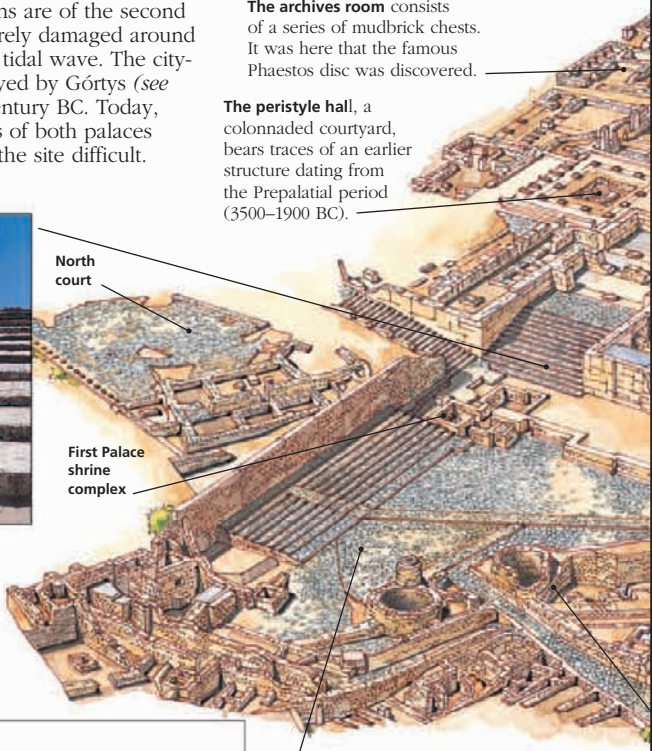 ns are of the second
rely damaged around
tidal wave. The city-
yed by Górtys (see
entury BC. Today,
s of both palaces
the site difficult.
The archives room consists
of a series of mudbrick chests.
It was here that the famous
Phaestos disc was discovered.
The peristyle hall, a
colonnaded courtyard,
bears traces of an earlier
structure dating from
the Prepalatial period
(3500–1900 BC).
North
court
First Palace
shrine
complex